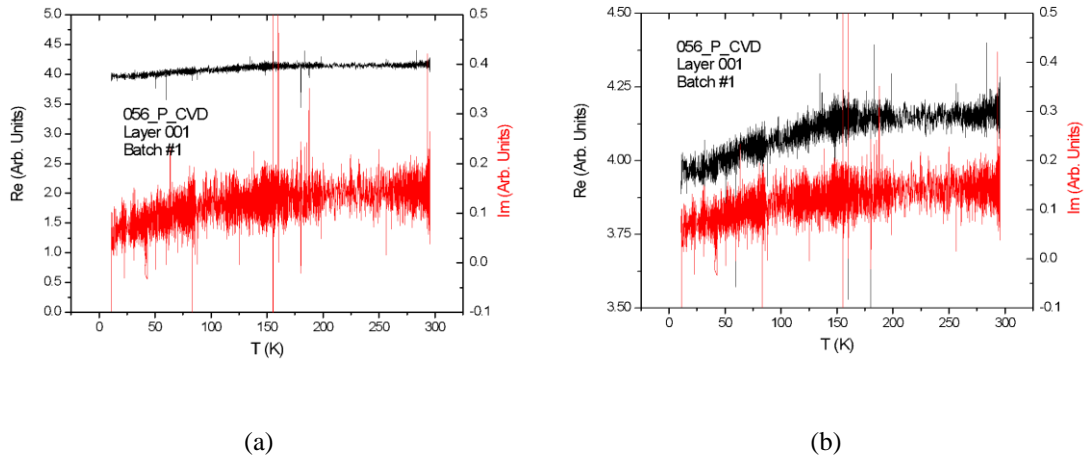 5.0
4.5
4.0
3.5
3.0
2.5
2.0
1.5
1.0
0.5
0.0
Re (Arb. Units)
056_P_CVD
Layer 001
Batch #1
0.5
0.4
0.3
0.2
0.1
0.0
-0.1
Im (Arb. Units)
0 50 100 150 200 250 300
T (K)
(a)
4.50
4.25
4.00
3.75
3.50
Re (Arb. Units)
056_P_CVD
Layer 001
Batch #1
0.5
0.4
0.3
0.2
0.1
0.0
-0.1
Im (Arb. Units)
0 50 100 150 200 250 300
T (K)
(b)